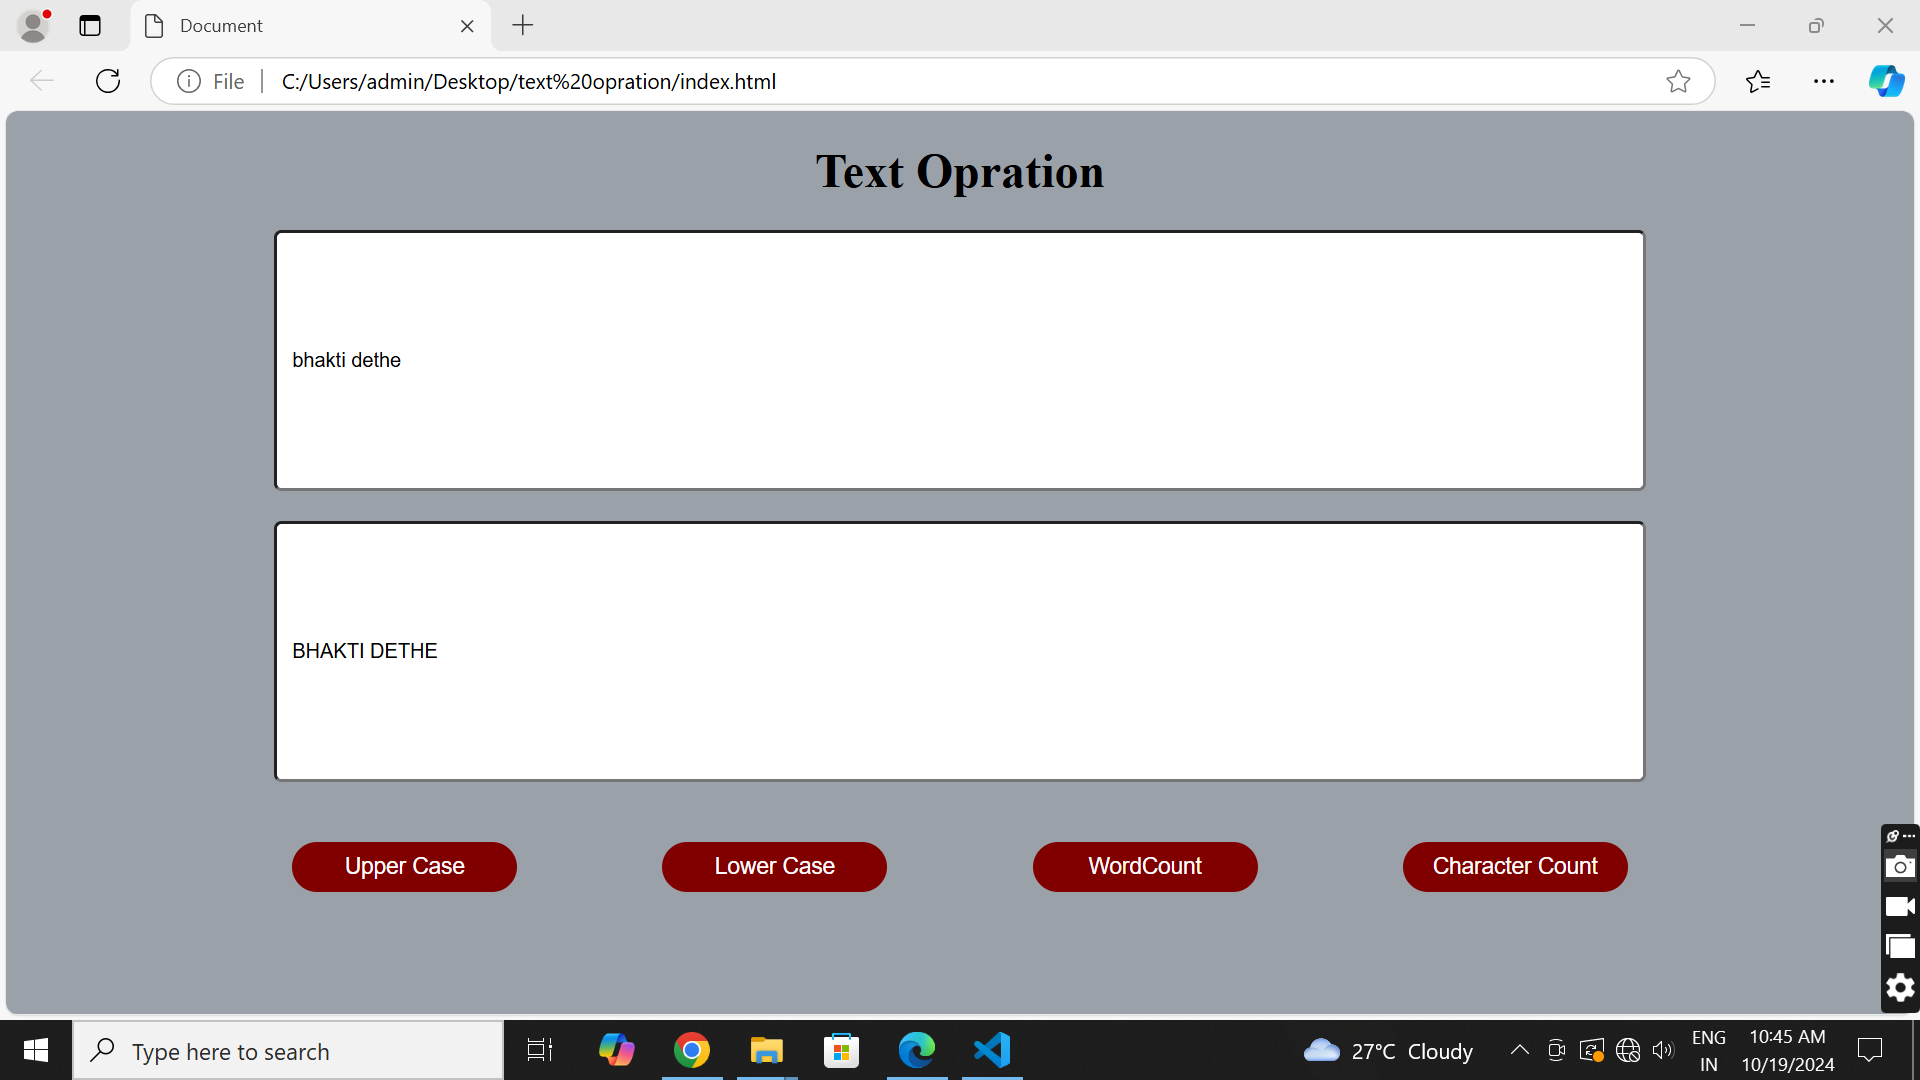 Document
File
C:/Users/admin/Desktop/text%20opration/index.html
Text Opration
bhakti dethe
BHAKTI DETHE
Upper Case
Lower Case
WordCount
Character Count
Type here to search
27°C Cloudy
ENG
IN
10:45 AM
10/19/2024